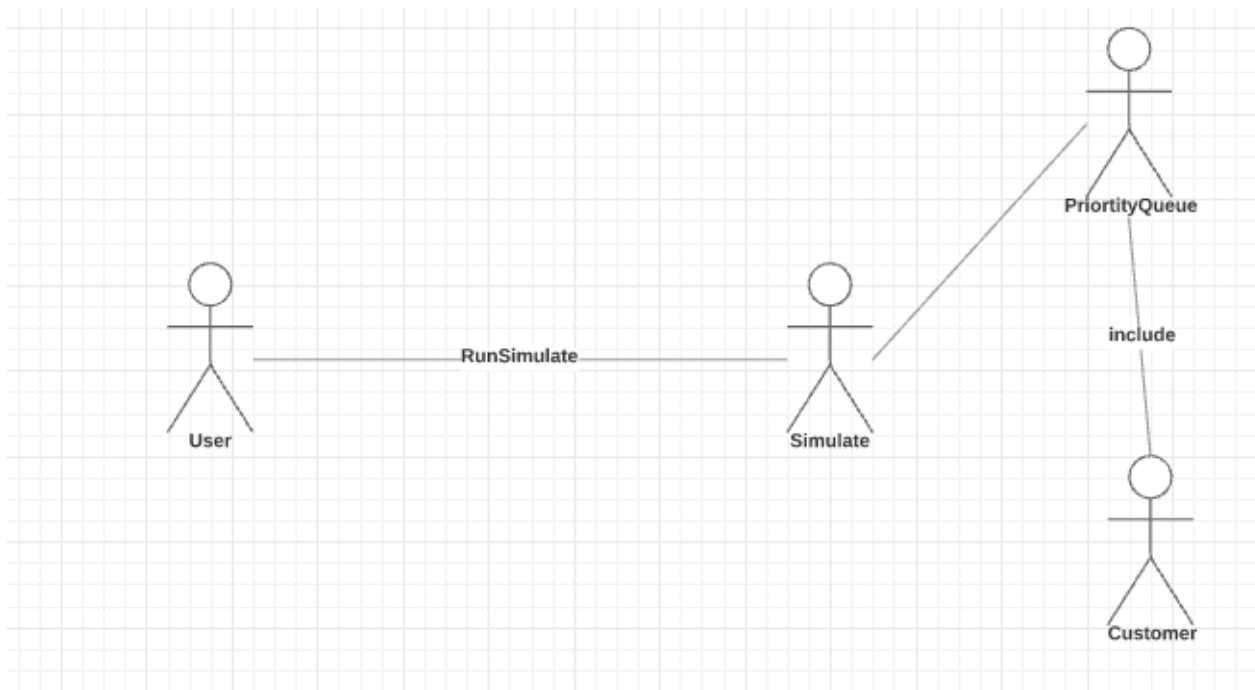 PriortityQueue
include
RunSimulate
User
Simulate
Customer